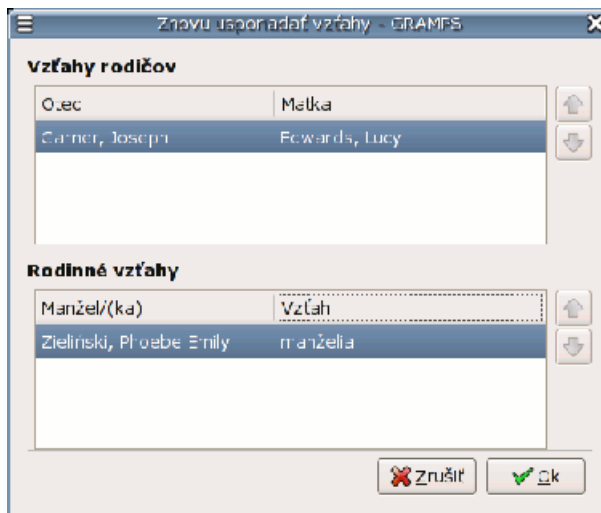 Znovu usporiadať vzťahy - GRAMPS
Vzťahy rodičov
Otec Matka
Garner, Joseph Edwards, Lucy
Rodinné vzťahy
Manžel/(ka) Vzťah
Zieliński, Phoebe Emily manželia
Zrušiť Ok